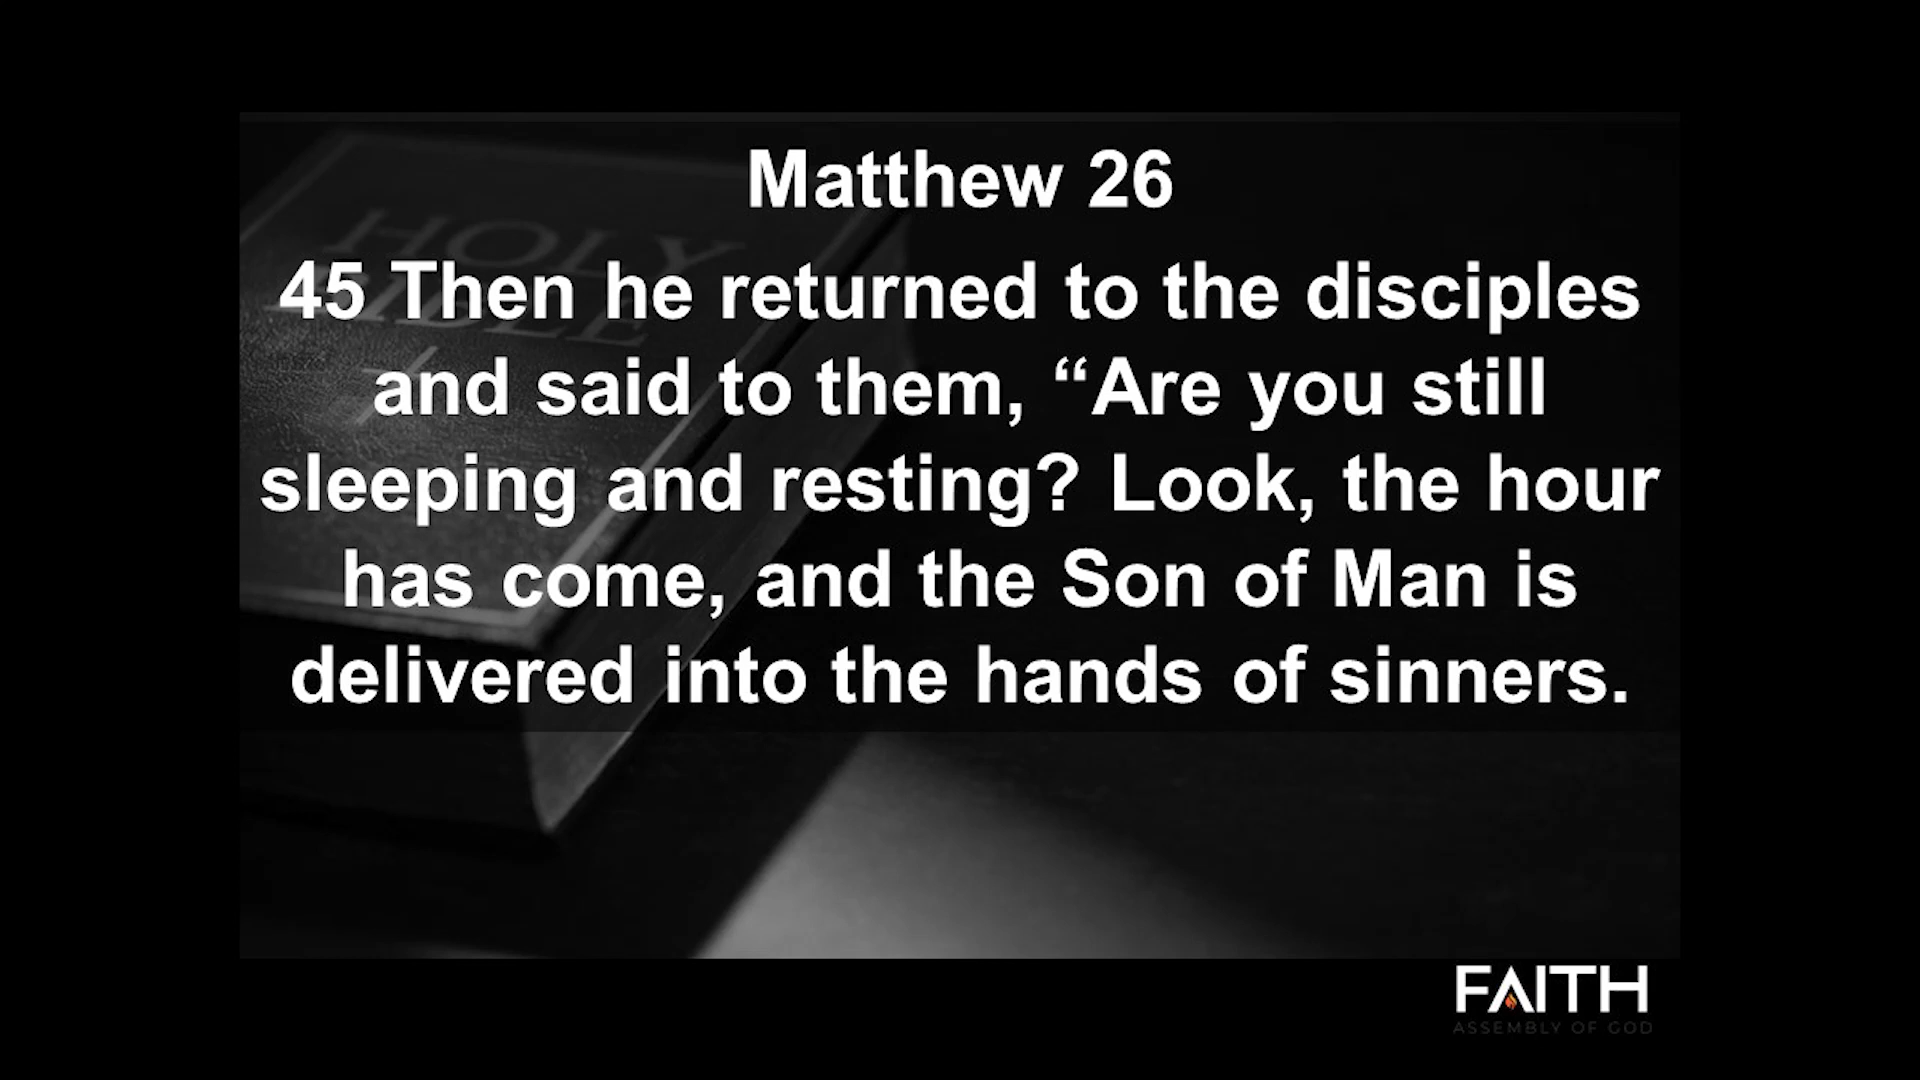 Matthew 26
HOLY
BIBLE
45 Then he returned to the disciples
and said to them, “Are you still
sleeping and resting? Look, the hour
has come, and the Son of Man is
delivered into the hands of sinners.
FAITH
ASSEMBLY OF GOD